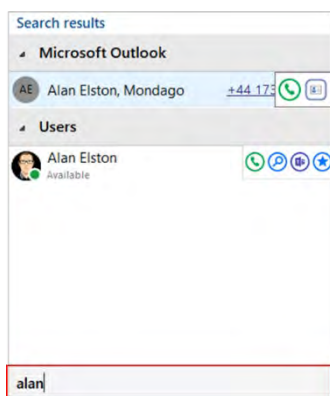 Search results
Microsoft Outlook
AE Alan Elston, Mondago +44 173
Users
Alan Elston
Available
alan